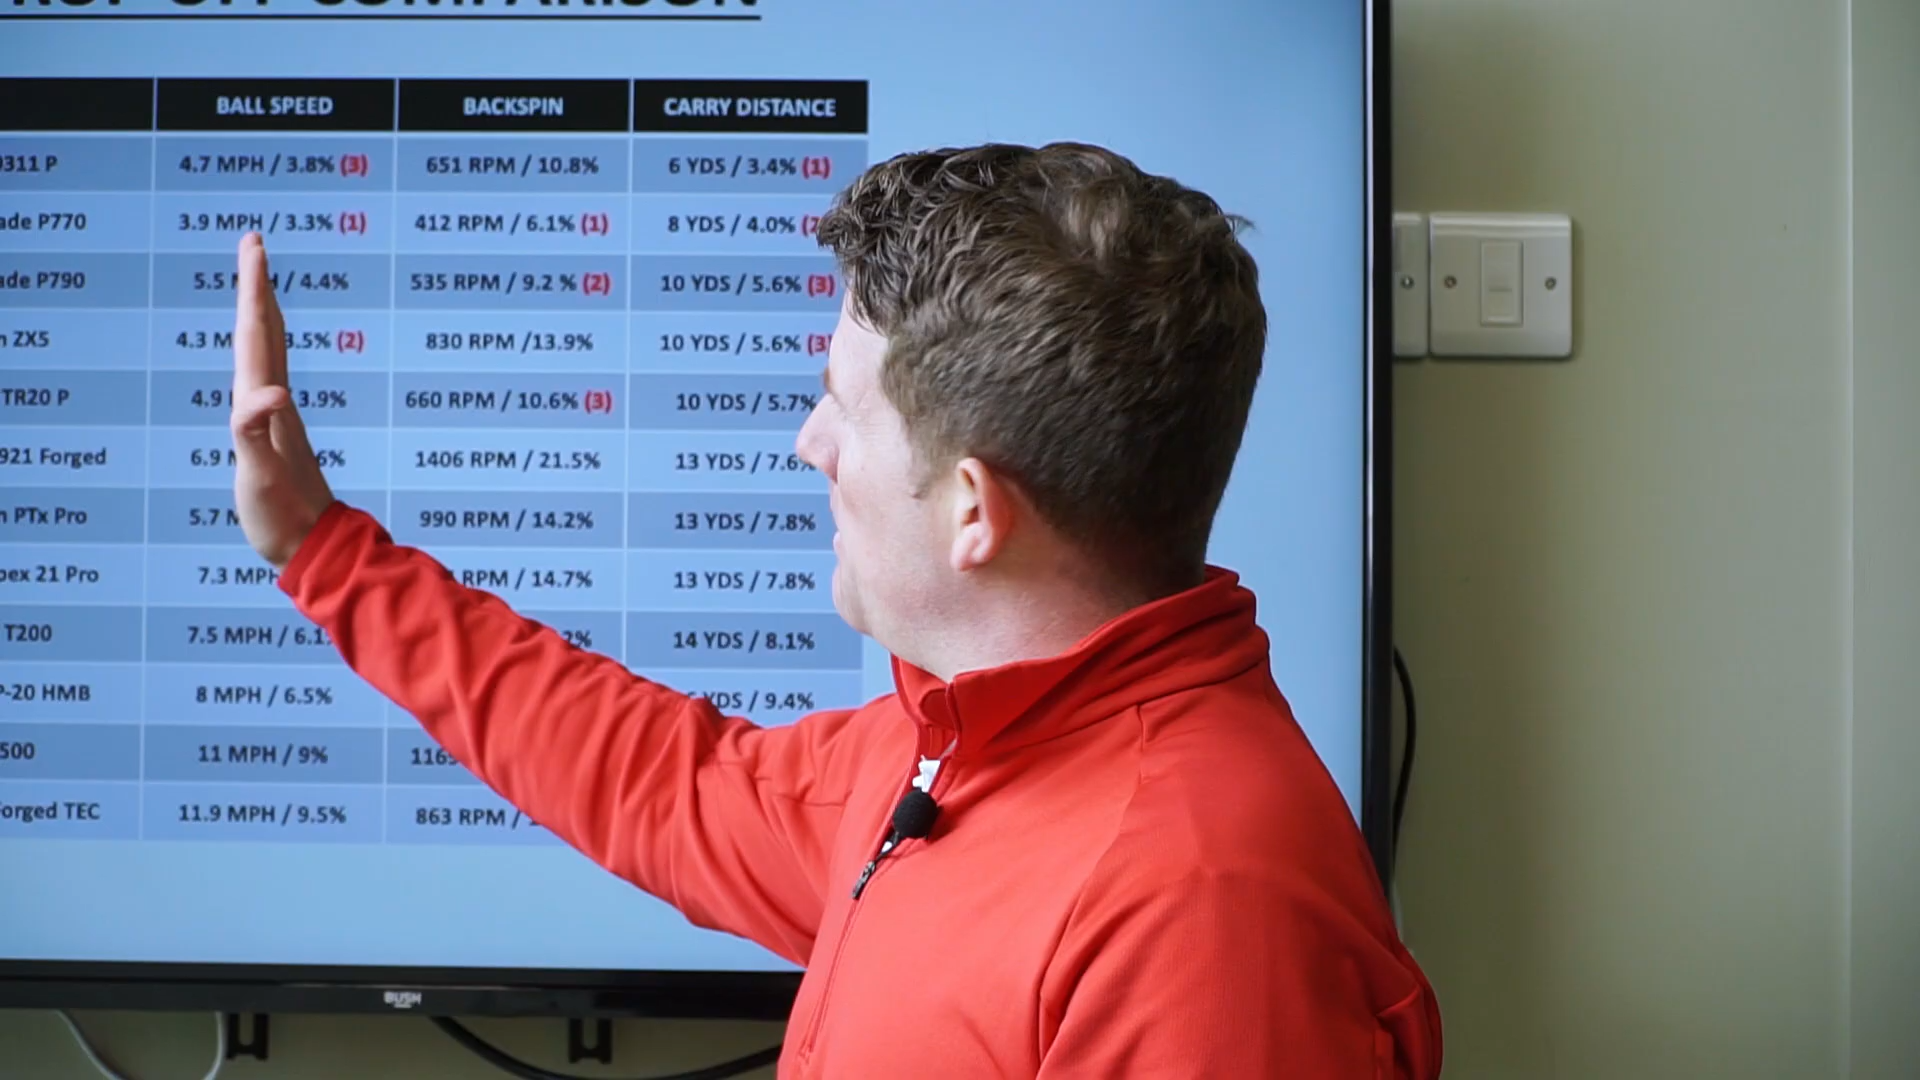 COMPARISON
BALL SPEED BACKSPIN CARRY DISTANCE
0311 P 4.7 MPH / 3.8% (3) 651 RPM / 10.8% 6 YDS / 3.4% (1)
P770 3.9 MPH / 3.3% (1) 412 RPM / 6.1% (1) 8 YDS / 4.0%
P790 5.5 / 4.4% 535 RPM / 9.2 % (2) 10 YDS / 5.6% (3)
ZX5 4.3 3.5% (2) 830 RPM /13.9% 10 YDS / 5.6% (3)
TR20 P 4.9 3.9% 660 RPM / 10.6% (3) 10 YDS / 5.7%
921 Forged 6.9 6% 1406 RPM / 21.5% 13 YDS / 7.6%
PTx Pro 5.7 990 RPM / 14.2% 13 YDS / 7.8%
21 Pro 7.3 MPH RPM / 14.7% 13 YDS / 7.8%
T200 7.5 MPH / 6.1 2% 14 YDS / 8.1%
P-20 HMB 8 MPH / 6.5% YDS / 9.4%
500 11 MPH / 9% 1165
Forged TEC 11.9 MPH / 9.5% 863 RPM /
BUSH